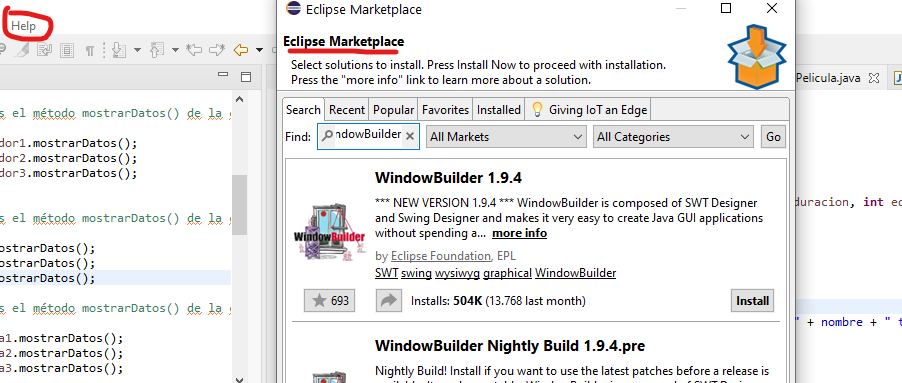 Help
Eclipse Marketplace
Eclipse Marketplace
Select solutions to install. Press Install Now to proceed with installation.
Press the "more info" link to learn more about a solution.
Search Recent Popular Favorites Installed Giving IoT an Edge
Find: ndowBuilder All Markets All Categories Go
WindowBuilder 1.9.4
*** NEW VERSION 1.9.4 *** WindowBuilder is composed of SWT Designer
and Swing Designer and makes it very easy to create Java GUI applications
without spending a... more info
WindowBuilder
by Eclipse Foundation, EPL
SWT swing wysiwyg graphical WindowBuilder
693 Installs: 504K (13.768 last month) Install
WindowBuilder Nightly Build 1.9.4.pre
Nightly Build! Install if you want to use the latest patches before a release is
s el método mostrarDatos() de la
dor1.mostrarDatos();
dor2.mostrarDatos();
dor3.mostrarDatos();
s el método mostrarDatos() de la
ostrarDatos();
ostrarDatos();
ostrarDatos();
s el método mostrarDatos() de la
a1.mostrarDatos();
a2.mostrarDatos();
a3.mostrarDatos();
Pelicula.java
duracion, int ed
" + nombre + " t